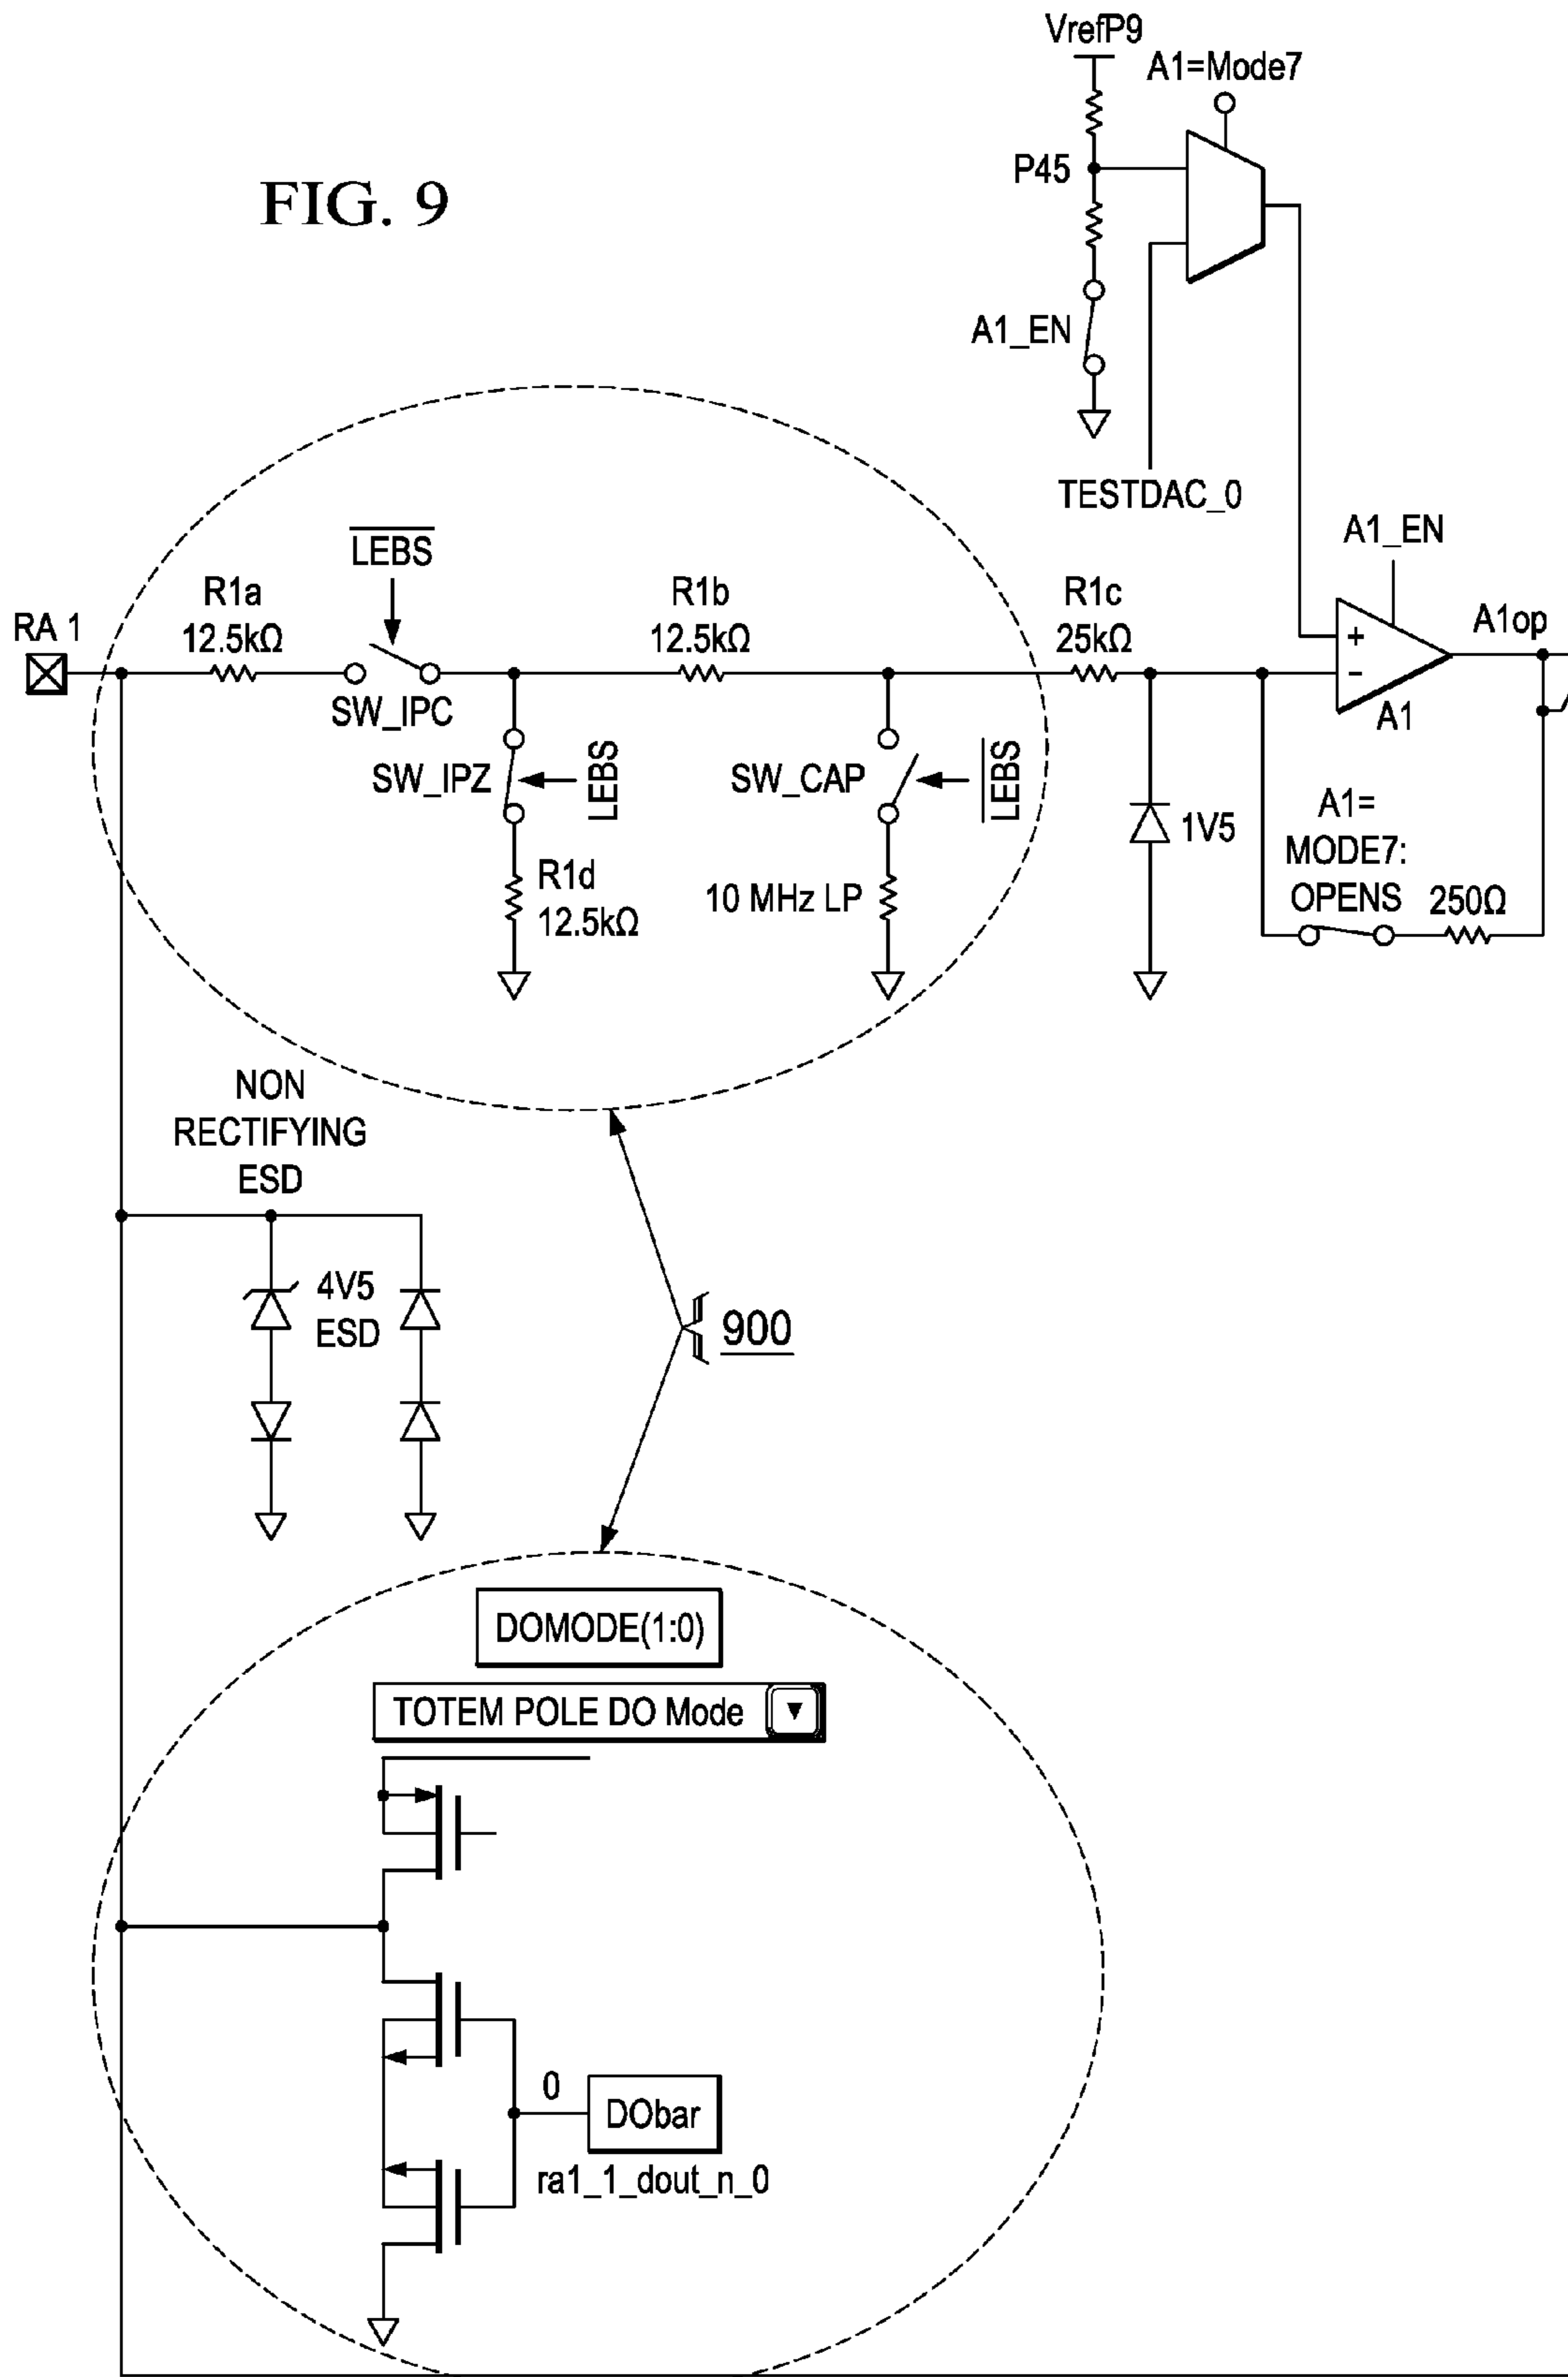 FIG. 9
VrefP9
A1=Mode7
P45
A1_EN
TESTDAC_0
A1_EN
LEBS
R1a
12.5kΩ
R1b
12.5kΩ
R1c
25kΩ
RA 1
SW_IPC
+
-
A1
A1op
SW_IPZ
LEBS
SW_CAP
LEBS
R1d
12.5kΩ
10 MHz LP
1V5
A1=
MODE7:
OPENS
250Ω
NON
RECTIFYING
ESD
4V5
ESD
900
DOMODE(1:0)
TOTEM POLE DO Mode
0
DObar
ra1_1_dout_n_0